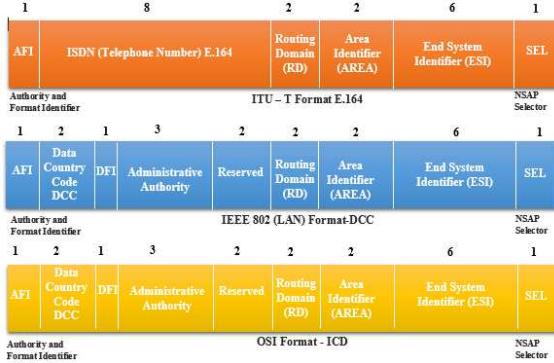 1 8 2 2 6 1
AFI ISDN (Telephone Number) E.164 Routing Domain (RD) Area Identifier (AREA) End System Identifier (ESI) SEL
Authority and Format Identifier ITU – T Format E.164 NSAP Selector
1 2 1 3 2 2 2 6 1
AFI Data Country Code DCC DFI Administrative Authority Reserved Routing Domain (RD) Area Identifier (AREA) End System Identifier (ESI) SEL
Authority and Format Identifier IEEE 802 (LAN) Format-DCC NSAP Selector
1 2 1 3 2 2 2 6 1
AFI Data Country Code DCC DFI Administrative Authority Reserved Routing Domain (RD) Area Identifier (AREA) End System Identifier (ESI) SEL
Authority and Format Identifier OSI Format - ICD NSAP Selector